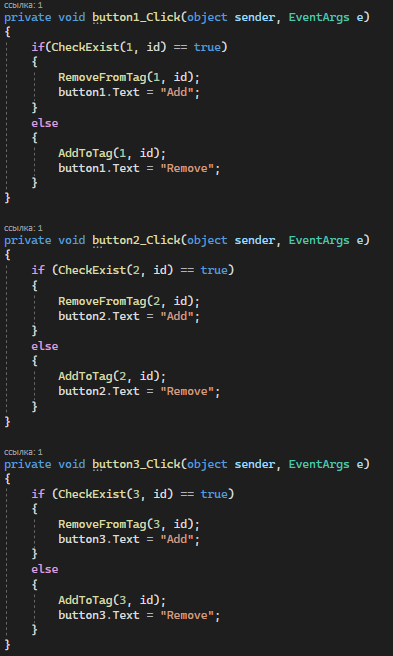 ссылка: 1
private void button1_Click(object sender, EventArgs e)
{
    if(CheckExist(1, id) == true)
    {
        RemoveFromTag(1, id);
        button1.Text = "Add";
    }
    else
    {
        AddToTag(1, id);
        button1.Text = "Remove";
    }
}
ссылка: 1
private void button2_Click(object sender, EventArgs e)
{
    if (CheckExist(2, id) == true)
    {
        RemoveFromTag(2, id);
        button2.Text = "Add";
    }
    else
    {
        AddToTag(2, id);
        button2.Text = "Remove";
    }
}
ссылка: 1
private void button3_Click(object sender, EventArgs e)
{
    if (CheckExist(3, id) == true)
    {
        RemoveFromTag(3, id);
        button3.Text = "Add";
    }
    else
    {
        AddToTag(3, id);
        button3.Text = "Remove";
    }
}